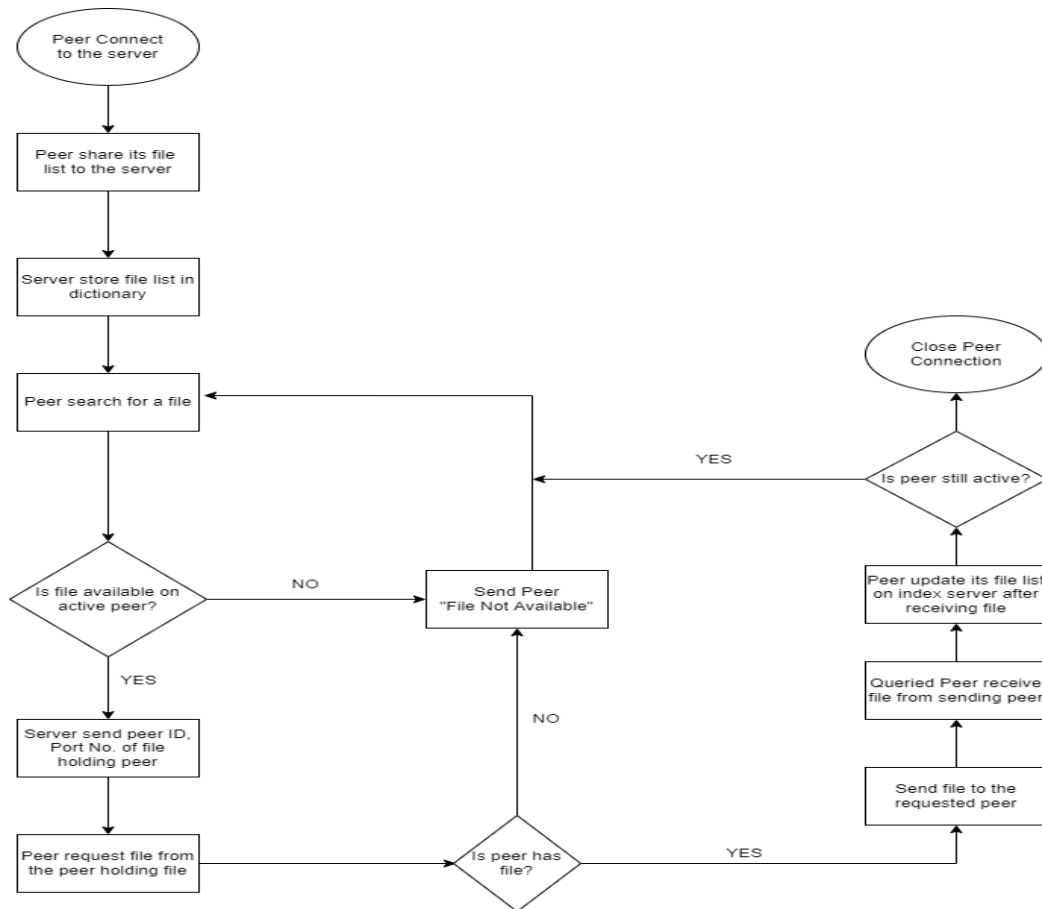 Peer Connect
to the server
Peer share its file
list to the server
Server store file list in
dictionary
Peer search for a file
Is file available on
active peer?
NO
YES
Server send peer ID,
Port No. of file
holding peer
Peer request file from
the peer holding file
Send Peer
"File Not Available"
NO
Is peer has
file?
YES
Send file to the
requested peer
Queried Peer receive
file from sending peer
Peer update its file list
on index server after
receiving file
Is peer still active?
YES
Close Peer
Connection